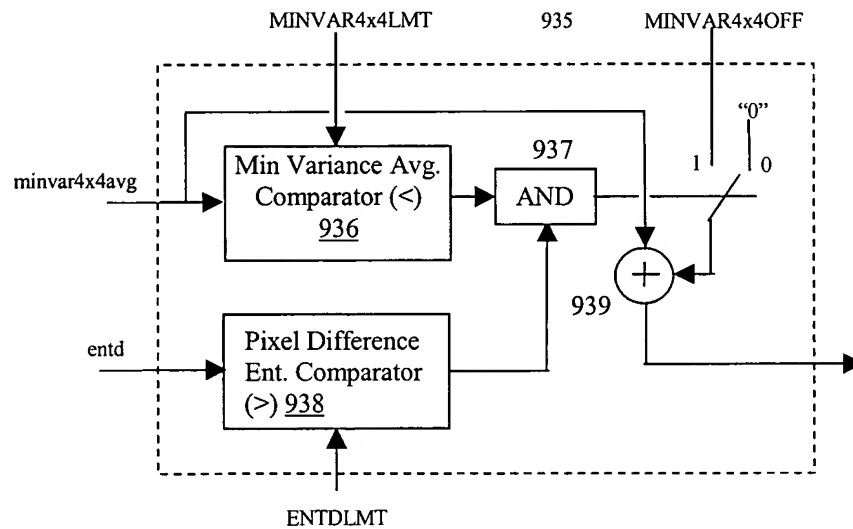 MINVAR4x4LMT
935
MINVAR4x4OFF
“0”
937
1
0
minvar4x4avg
Min Variance Avg.
Comparator (<)
936
AND
+
939
entd
Pixel Difference
Ent. Comparator
(>) 938
ENTDLMT